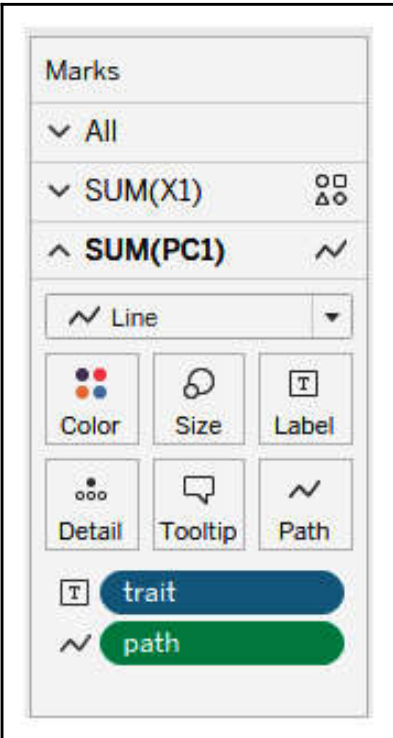 Marks
All
SUM(X1)
SUM(PC1)
Line
Color Size Label
T
Detail Tooltip Path
T trait
path